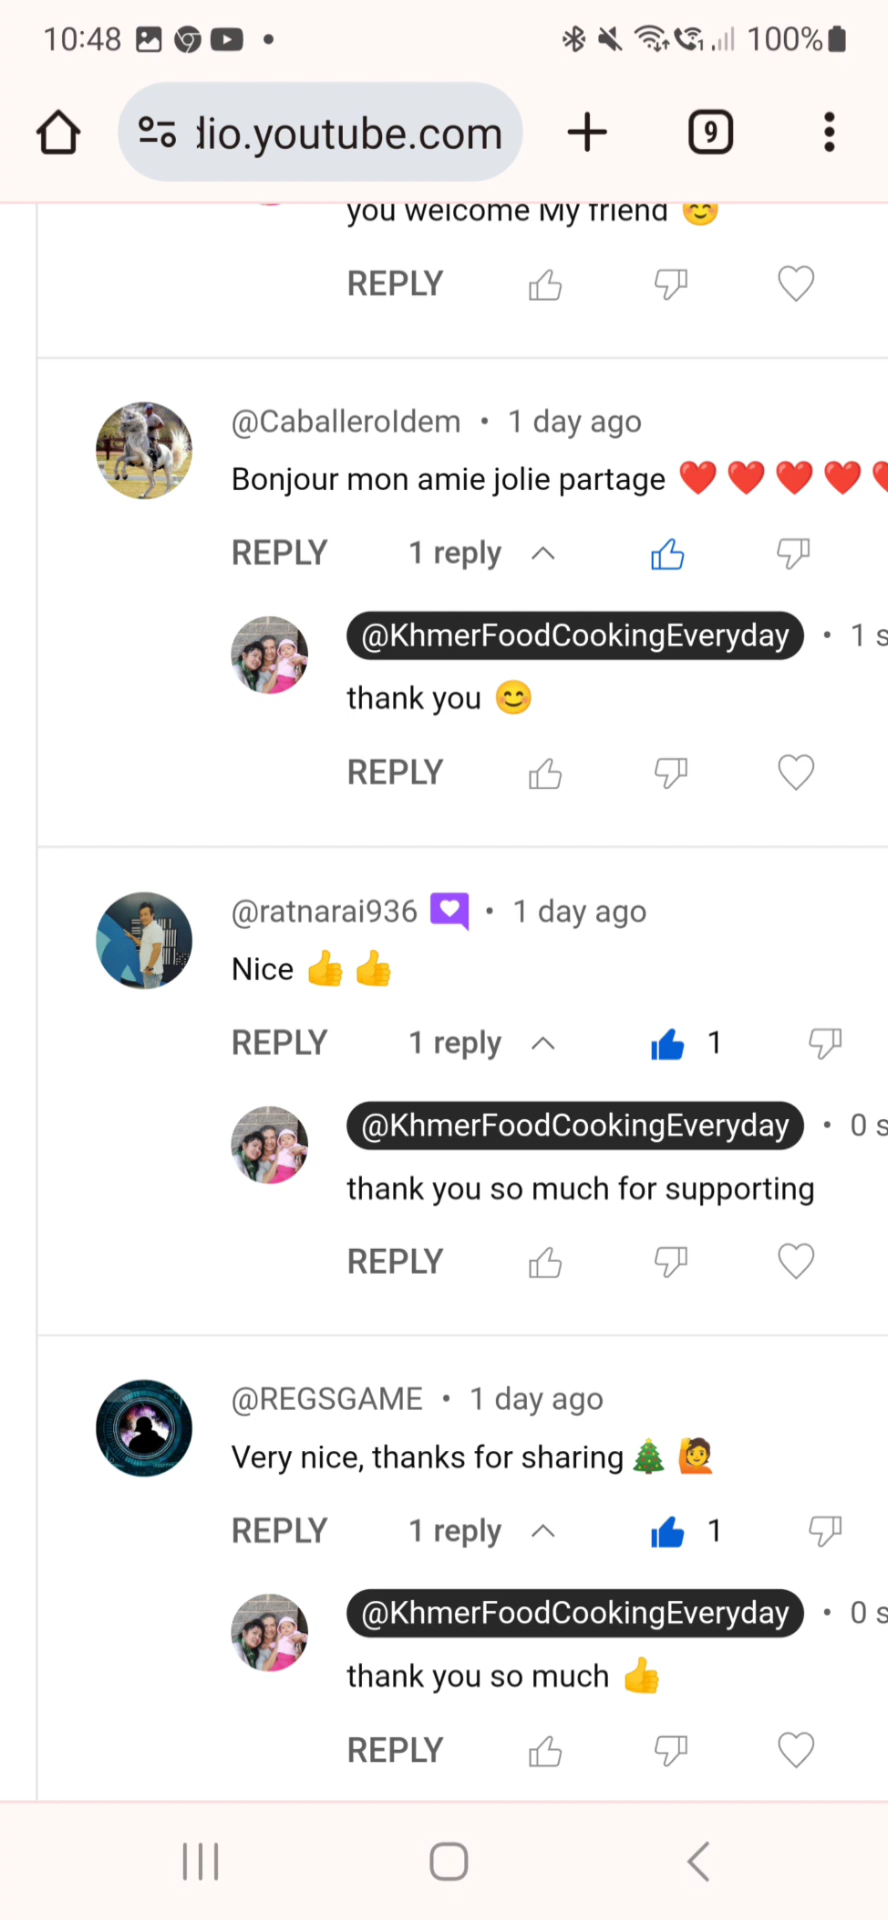 10:48 100%
dio.youtube.com 9
you welcome My friend 😊
REPLY
@CaballeroIdem • 1 day ago
Bonjour mon amie jolie partage ❤️ ❤️ ❤️ ❤️ ❤️
REPLY 1 reply
@KhmerFoodCookingEveryday • 1 s
thank you 😊
REPLY
@ratnarai936 • 1 day ago
Nice 👍 👍
REPLY 1 reply 1
@KhmerFoodCookingEveryday • 0 s
thank you so much for supporting
REPLY
@REGSGAME • 1 day ago
Very nice, thanks for sharing 🎄 🙋
REPLY 1 reply 1
@KhmerFoodCookingEveryday • 0 s
thank you so much 👍
REPLY